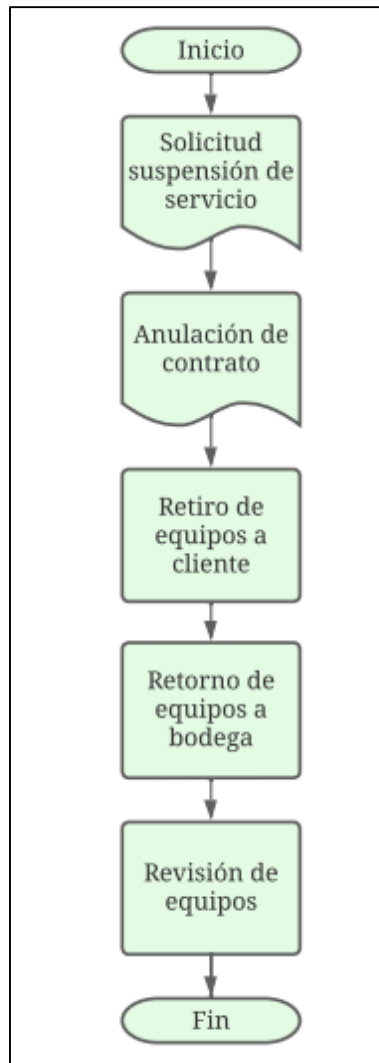 Inicio
Solicitud
suspensión de
servicio
Anulación de
contrato
Retiro de
equipos a
cliente
Retorno de
equipos a
bodega
Revisión de
equipos
Fin